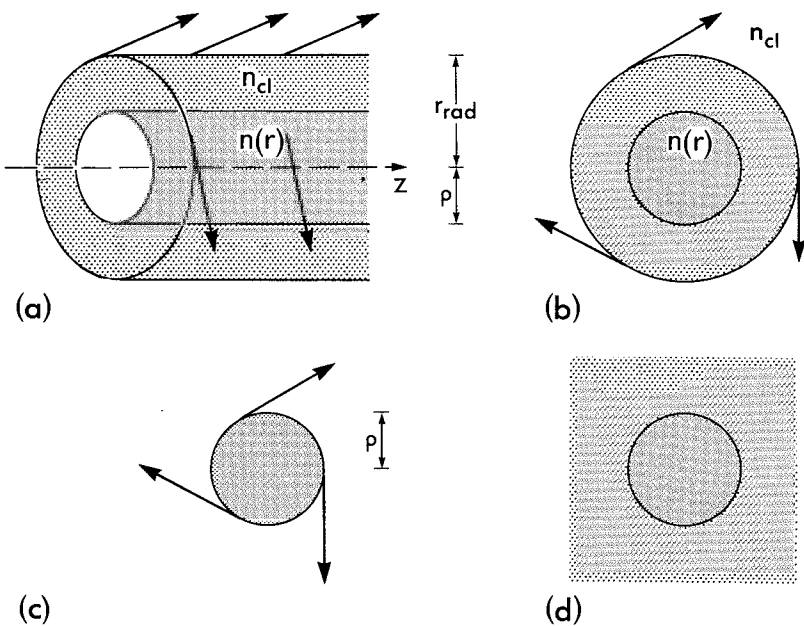 n_cl
n(r)
z
(a)
r_rad
ρ
n_cl
n(r)
(b)
ρ
(c)
(d)